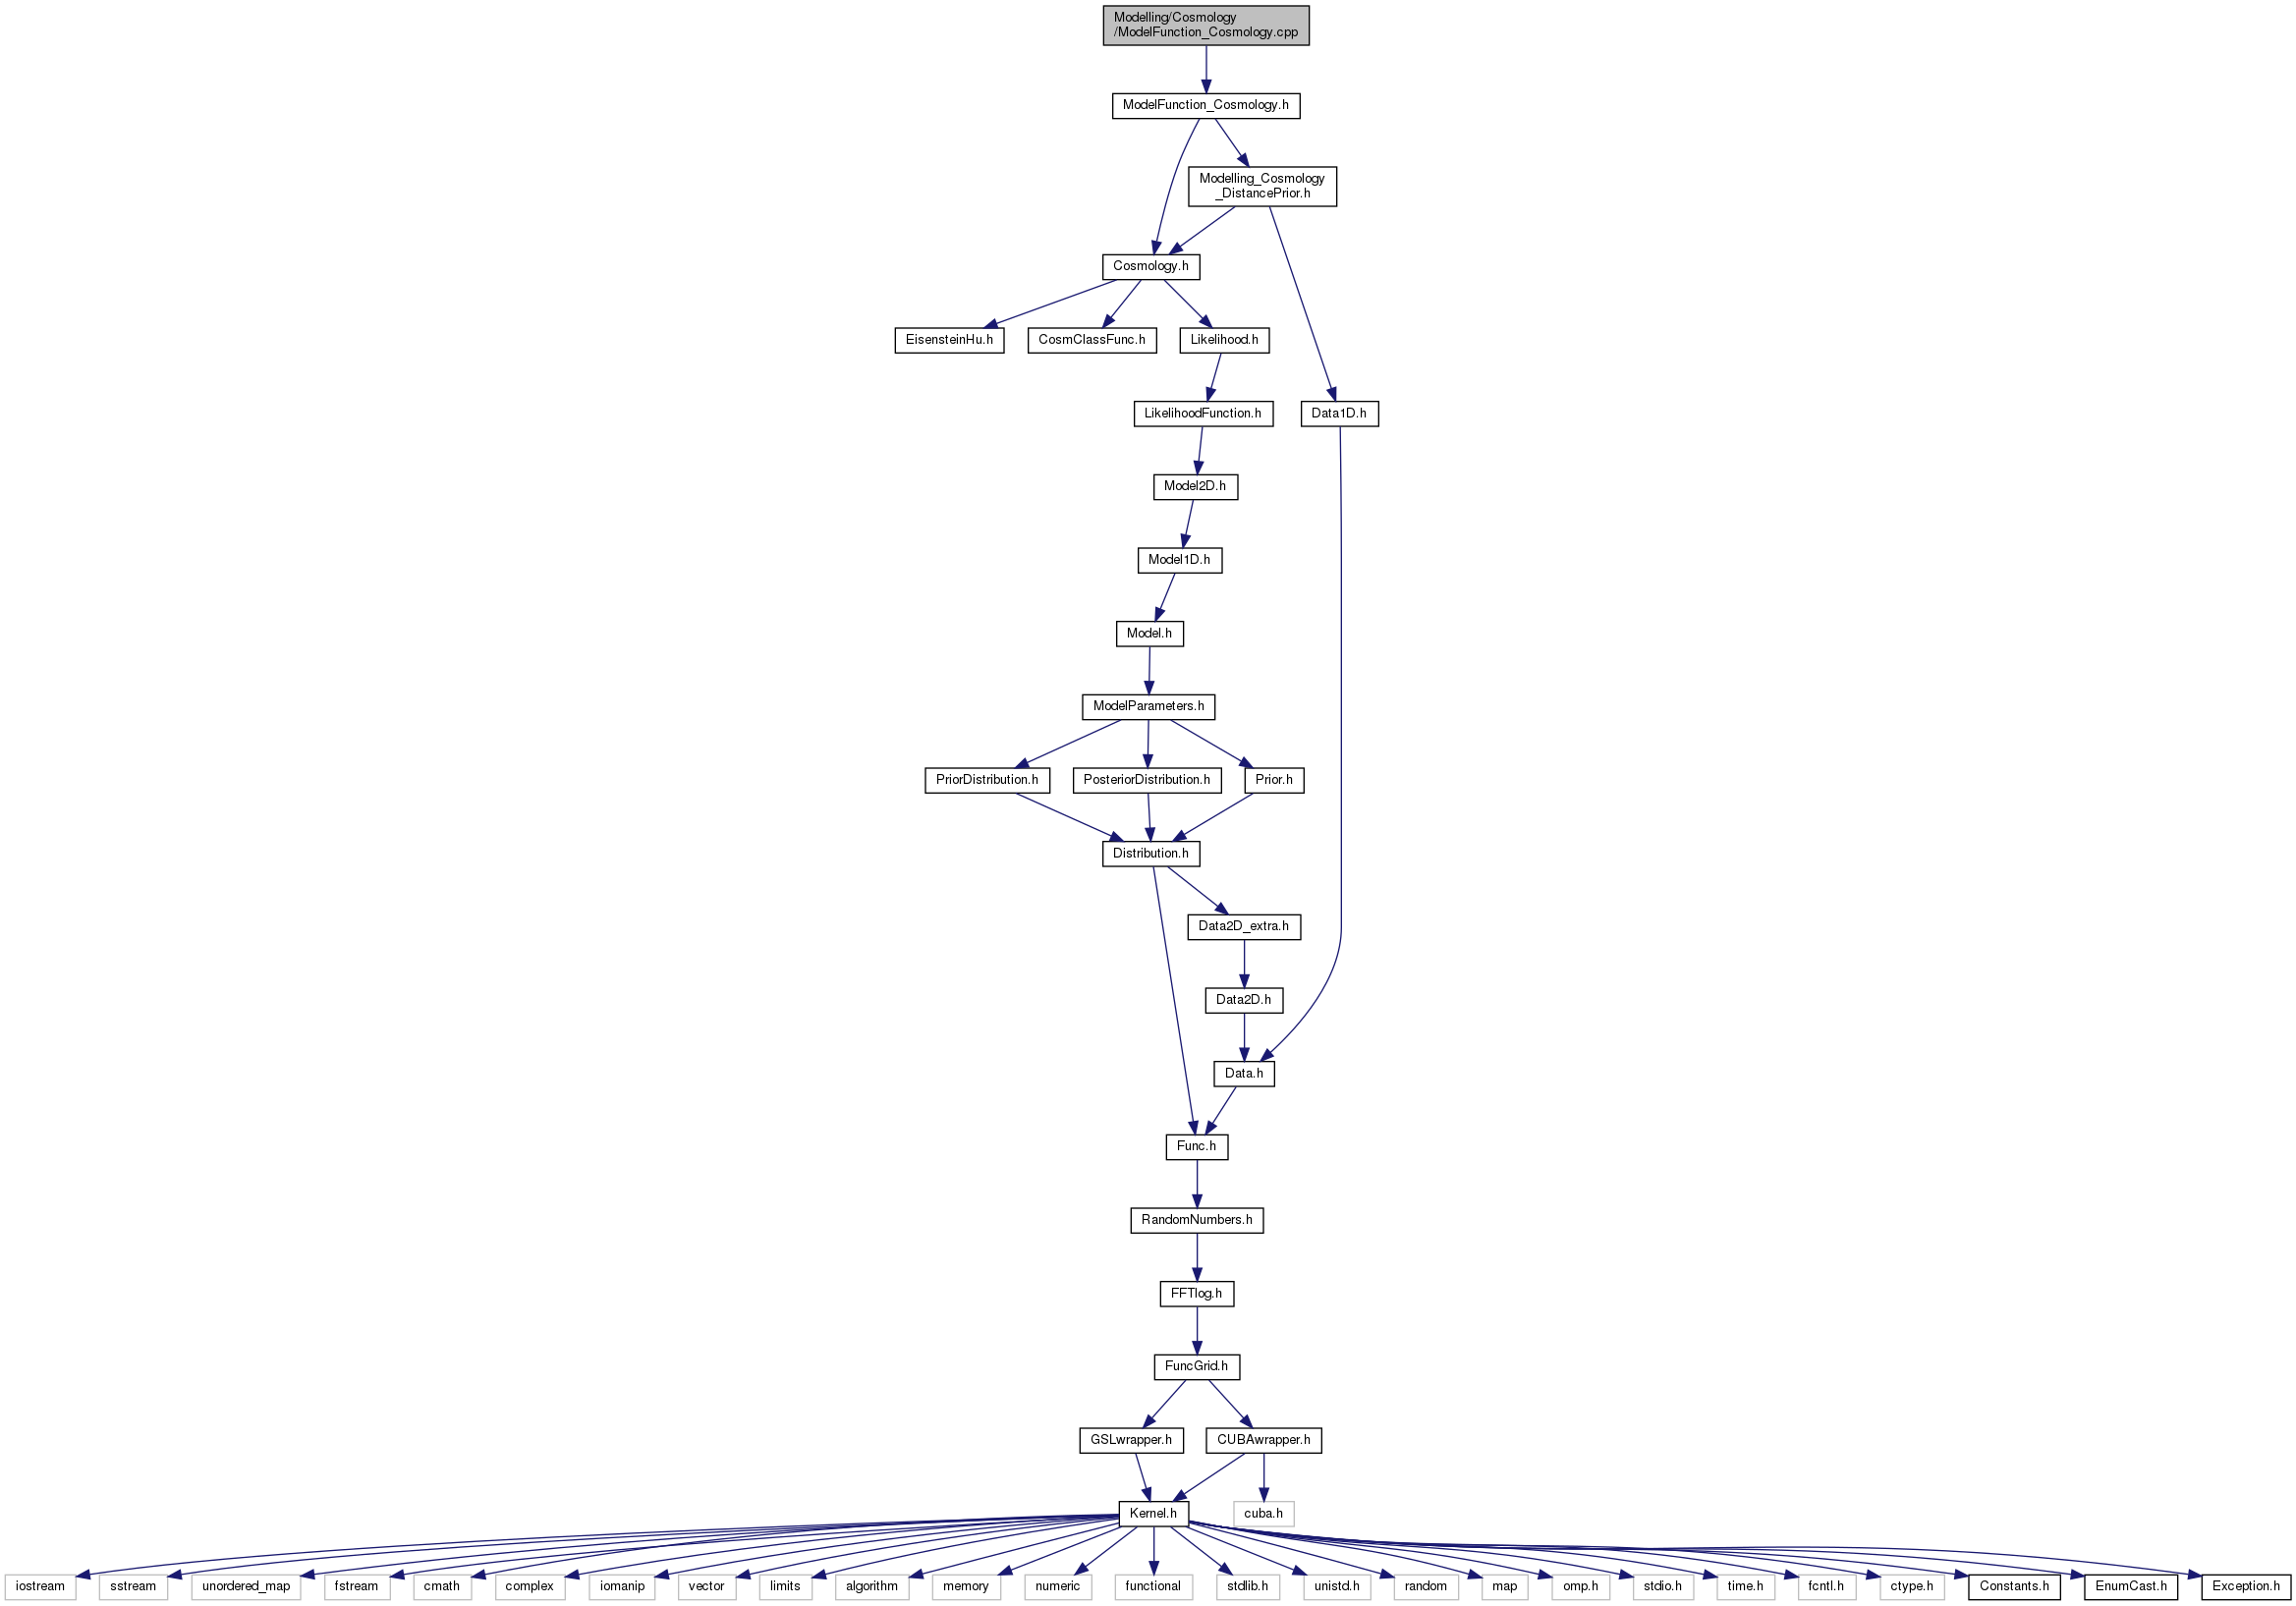 Modelling/Cosmology
/ModelFunction_Cosmology.cpp
ModelFunction_Cosmology.h
Modelling_Cosmology
_DistancePrior.h
Cosmology.h
EisensteinHu.h
CosmClassFunc.h
Likelihood.h
LikelihoodFunction.h
Data1D.h
Model2D.h
Model1D.h
Model.h
ModelParameters.h
PriorDistribution.h
PosteriorDistribution.h
Prior.h
Distribution.h
Data2D_extra.h
Data2D.h
Data.h
Func.h
RandomNumbers.h
FFTlog.h
FuncGrid.h
GSLwrapper.h
CUBAwrapper.h
Kernel.h
cuba.h
iostream
sstream
unordered_map
fstream
cmath
complex
iomanip
vector
limits
algorithm
memory
numeric
functional
stdlib.h
unistd.h
random
map
omp.h
stdio.h
time.h
fcntl.h
ctype.h
Constants.h
EnumCast.h
Exception.h